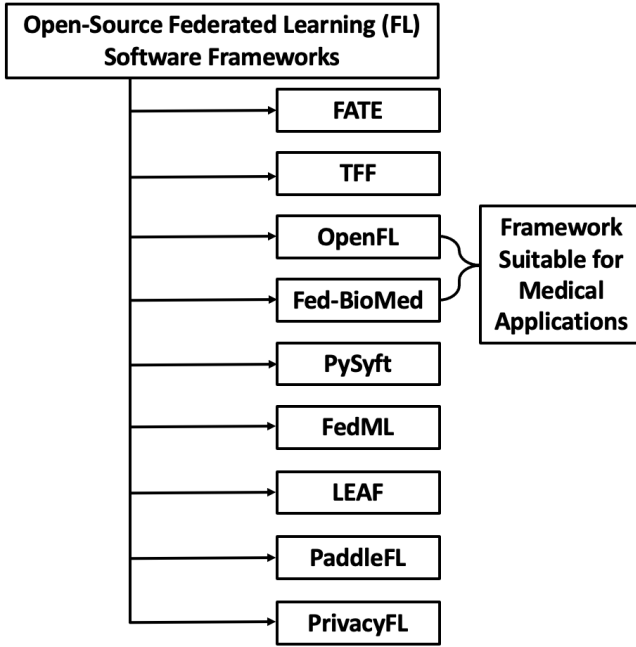 Open-Source Federated Learning (FL)
Software Frameworks
FATE
TFF
OpenFL
Fed-BioMed
Framework
Suitable for
Medical
Applications
PySyft
FedML
LEAF
PaddleFL
PrivacyFL